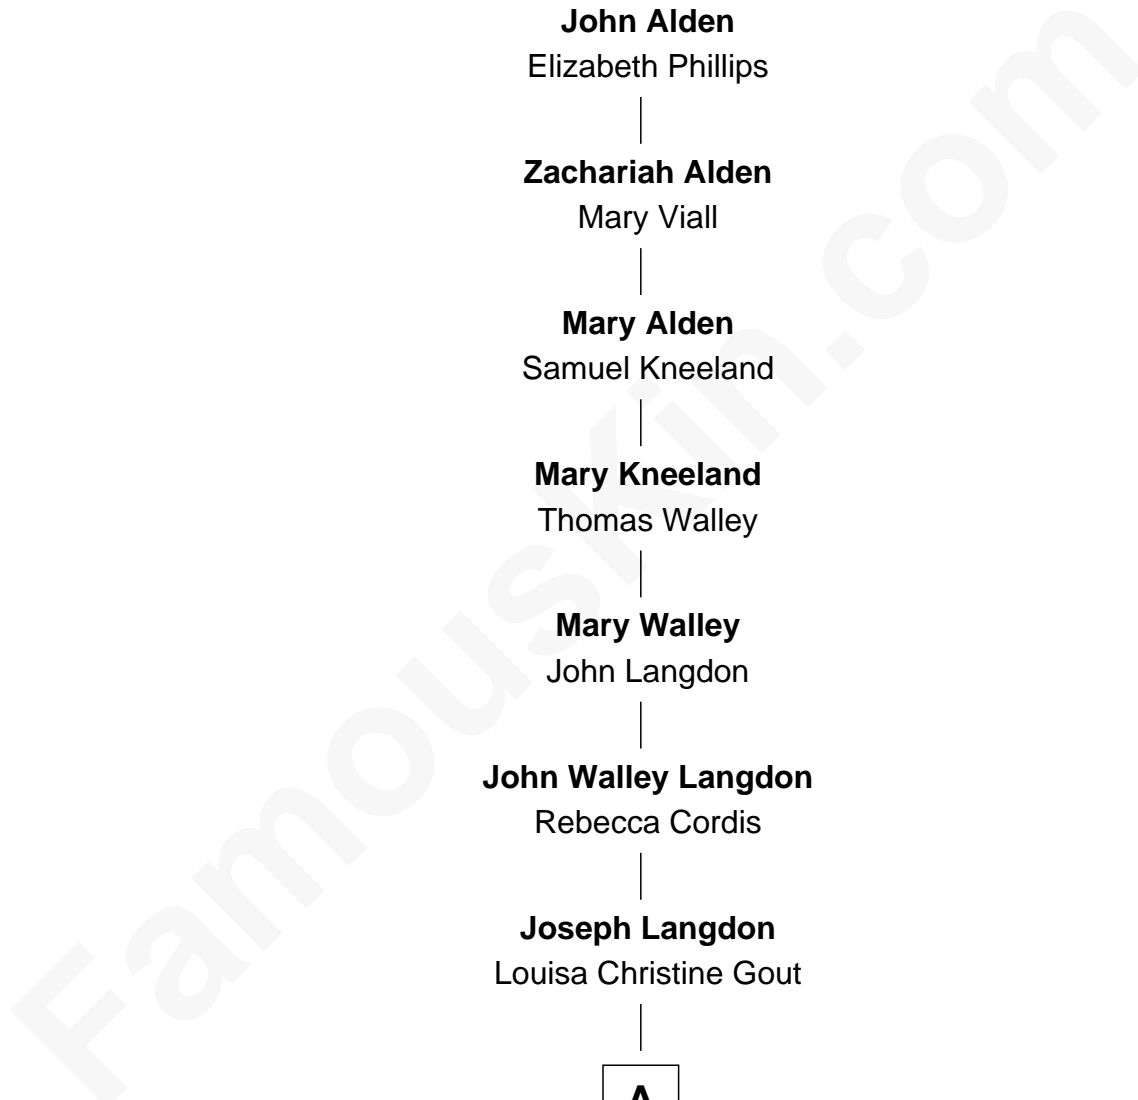 John Alden
Elizabeth Phillips
Zachariah Alden
Mary Viall
Mary Alden
Samuel Kneeland
Mary Kneeland
Thomas Walley
Mary Walley
John Langdon
John Walley Langdon
Rebecca Cordis
Joseph Langdon
Louisa Christine Gout
A
FamousKin.com